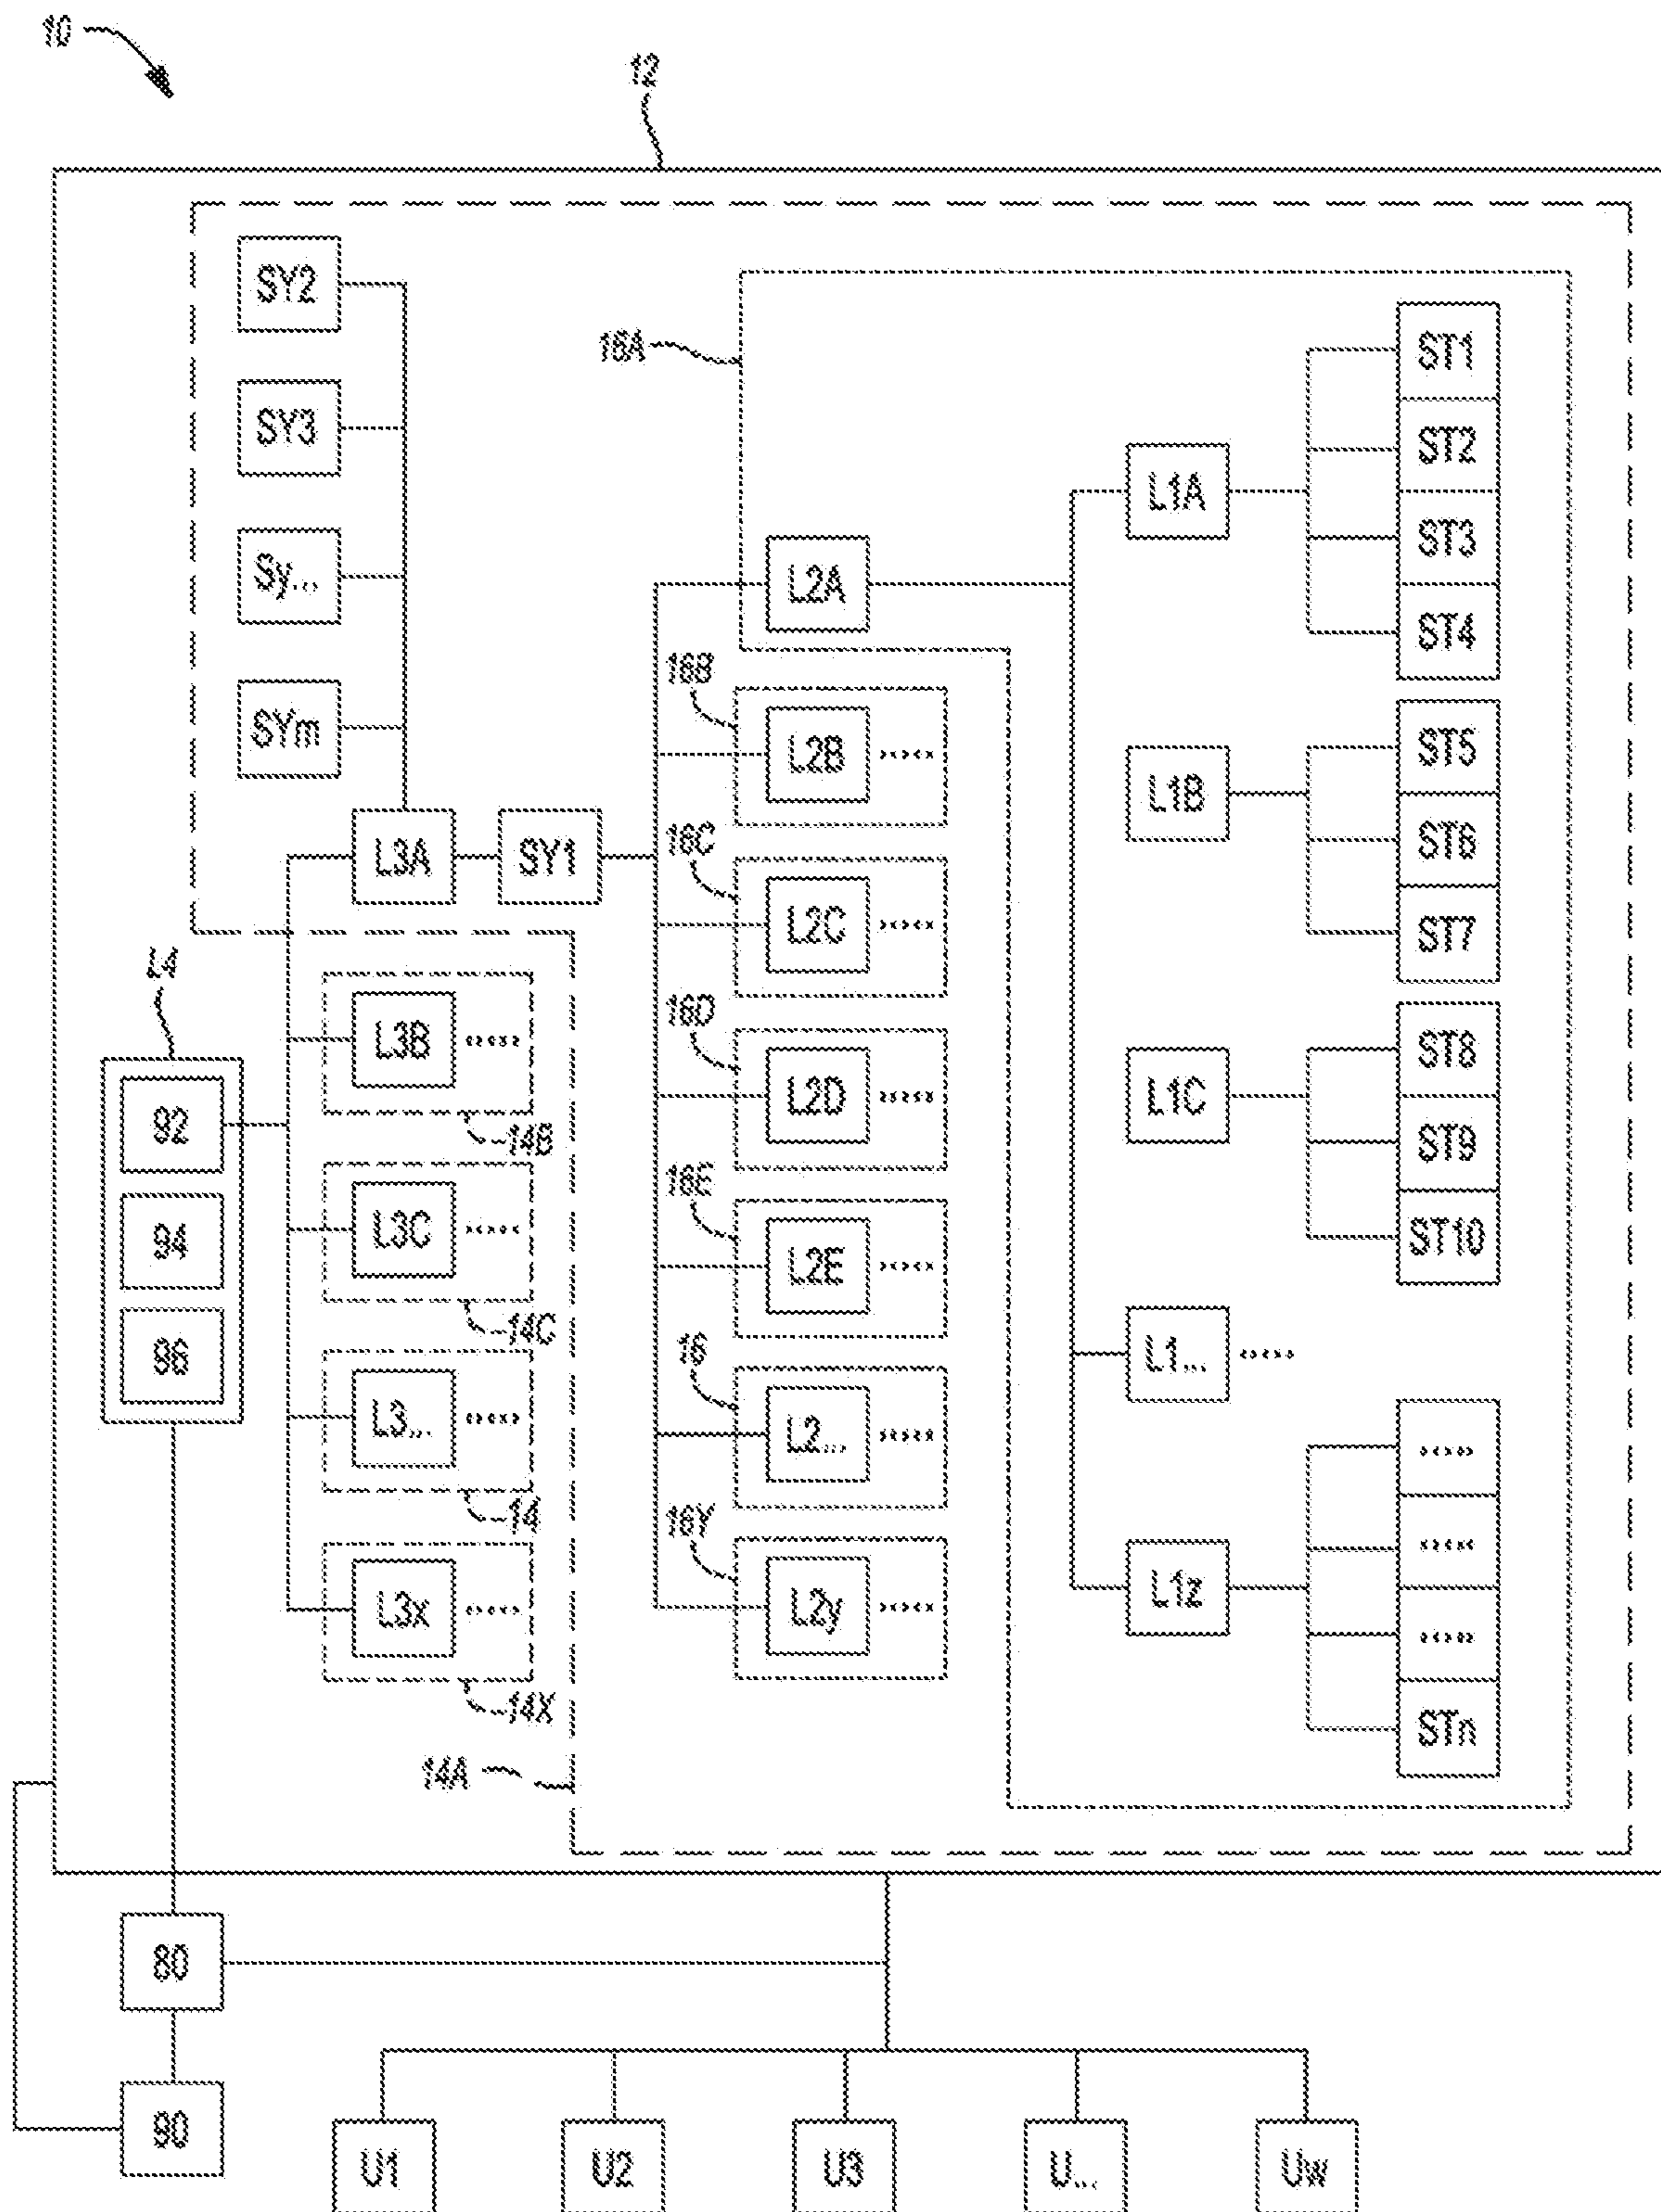 10
12
SY2
SY3
Sy...
SYm
L3A
SY1
16A
L2A
L1A
ST1
ST2
ST3
ST4
16B
L2B .....
16C
L2C .....
16D
L2D .....
16E
L2E .....
16
L2... .....
16Y
L2y .....
L1B
ST5
ST6
ST7
L1C
ST8
ST9
ST10
L1... .....
L1z
.....
.....
.....
STn
L4
92
94
96
L3B .....
14B
L3C .....
14C
L3... .....
14
L3x .....
14X
14A
80
90
U1
U2
U3
U...
Uw